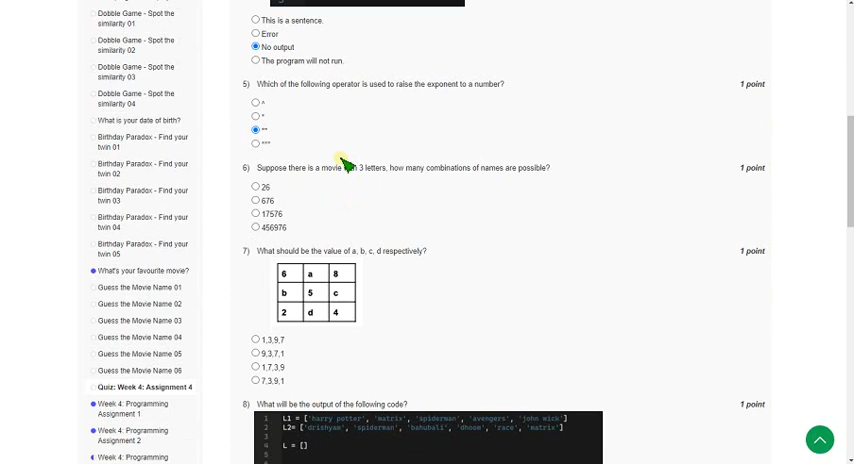 Dobble Game - Spot the
similarity 01
Dobble Game - Spot the
similarity 02
Dobble Game - Spot the
similarity 03
Dobble Game - Spot the
similarity 04
What is your date of birth?
Birthday Paradox - Find your
twin 01
Birthday Paradox - Find your
twin 02
Birthday Paradox - Find your
twin 03
Birthday Paradox - Find your
twin 04
Birthday Paradox - Find your
twin 05
What's your favourite movie?
Guess the Movie Name 01
Guess the Movie Name 02
Guess the Movie Name 03
Guess the Movie Name 04
Guess the Movie Name 05
Guess the Movie Name 06
Quiz: Week 4: Assignment 4
Week 4: Programming
Assignment 1
Week 4: Programming
Assignment 2
Week 4: Programming
This is a sentence.
Error
No output
The program will not run.
5) Which of the following operator is used to raise the exponent to a number? 1 point
^
*
**
***
6) Suppose there is a movie 3 letters, how many combinations of names are possible? 1 point
26
676
17576
456976
7) What should be the value of a, b, c, d respectively? 1 point
6 a 8
b 5 c
2 d 4
1,3,9,7
9,3,7,1
1,7,3,9
7,3,9,1
8) What will be the output of the following code? 1 point
1 L1 = ['harry potter', 'matrix', 'spiderman', 'avengers', 'john wick']
2 L2= ['drishyam', 'spiderman', 'bahubali', 'dhoom', 'race', 'matrix']
3
4 L = []
5